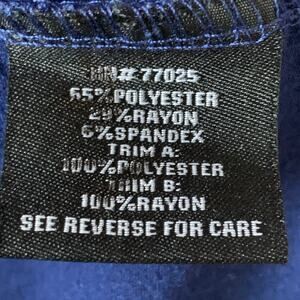 RN#77025
65%POLYESTER
29%RAYON
6%SPANDEX
TRIM A:
100%POLYESTER
TRIM B:
100%RAYON
SEE REVERSE FOR CARE